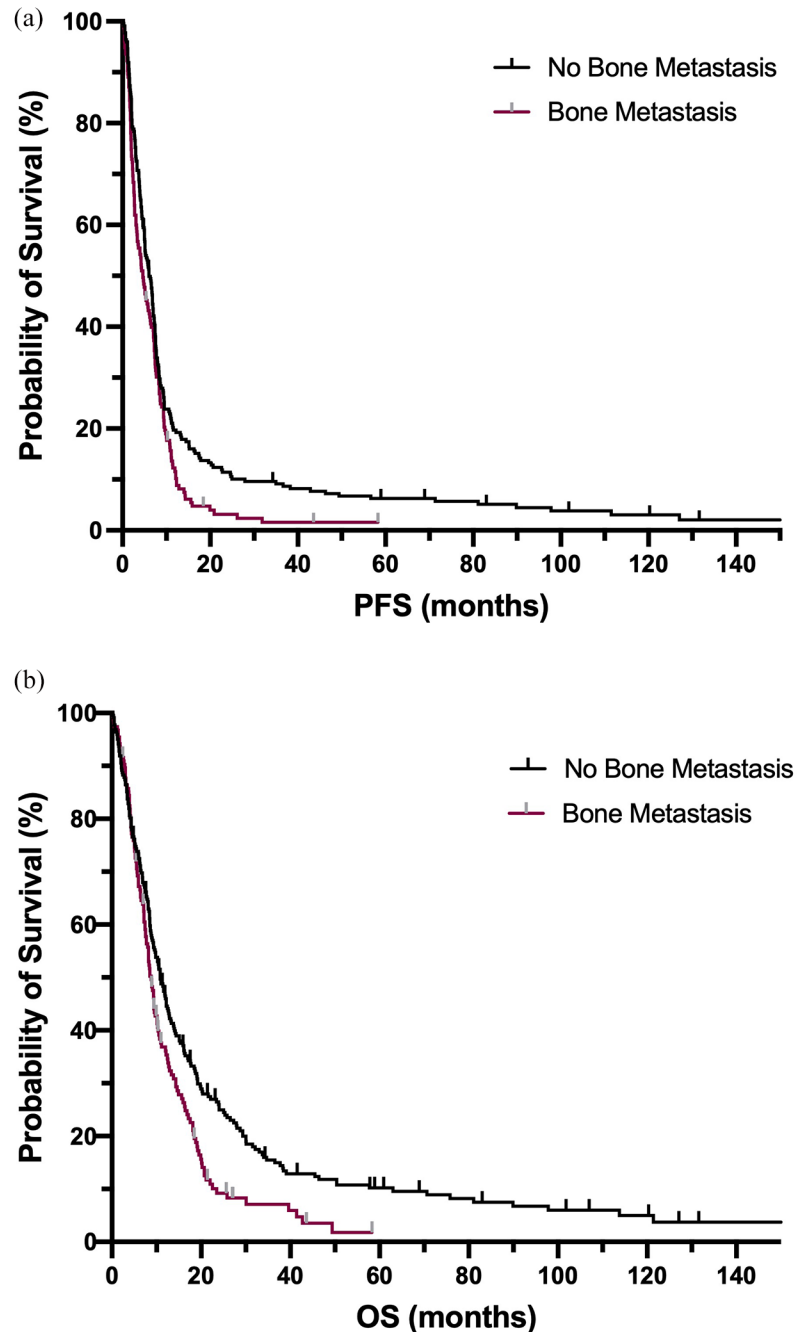 (a)
No Bone Metastasis
Bone Metastasis
Probability of Survival (%)
100
80
60
40
20
0
0 20 40 60 80 100 120 140
PFS (months)
(b)
No Bone Metastasis
Bone Metastasis
Probability of Survival (%)
100
80
60
40
20
0
0 20 40 60 80 100 120 140
OS (months)